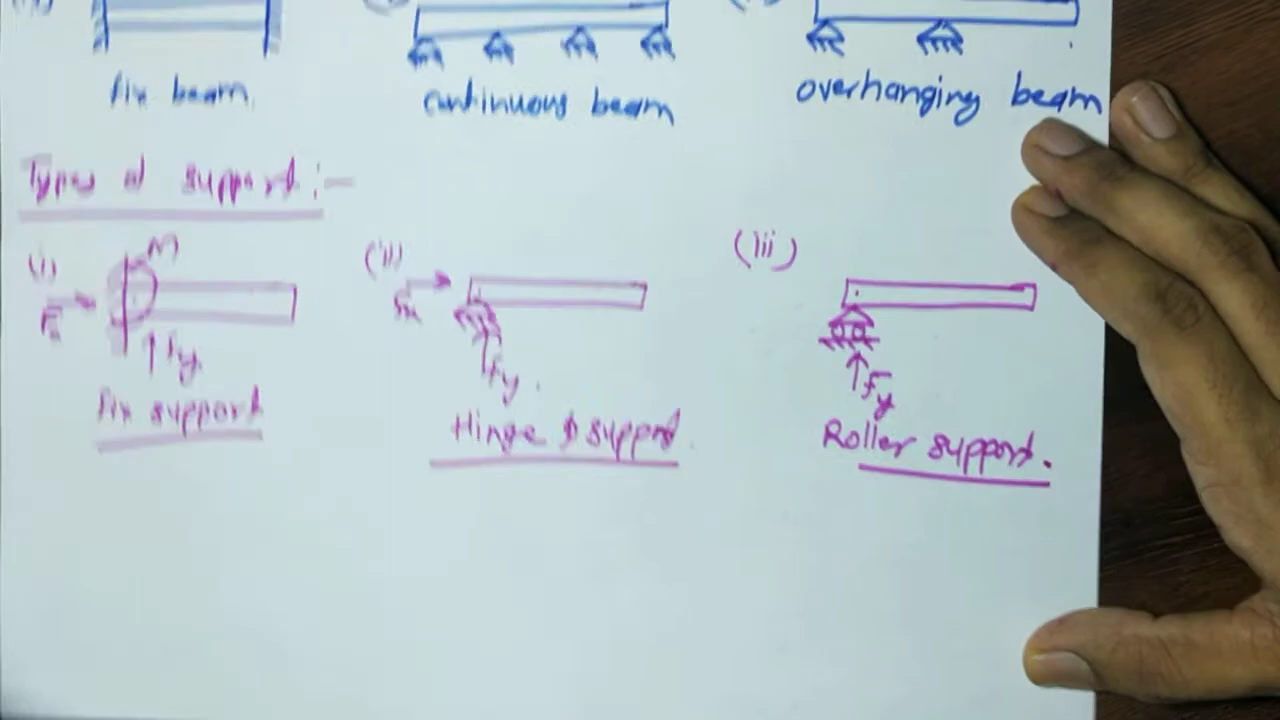 fix beam.
continuous beam
overhanging beam
Types of support :-
(i)
M
Fx
Fy
Fix support
(ii)
Fx
Fy.
Hinge support.
(iii)
Fy
Roller support.